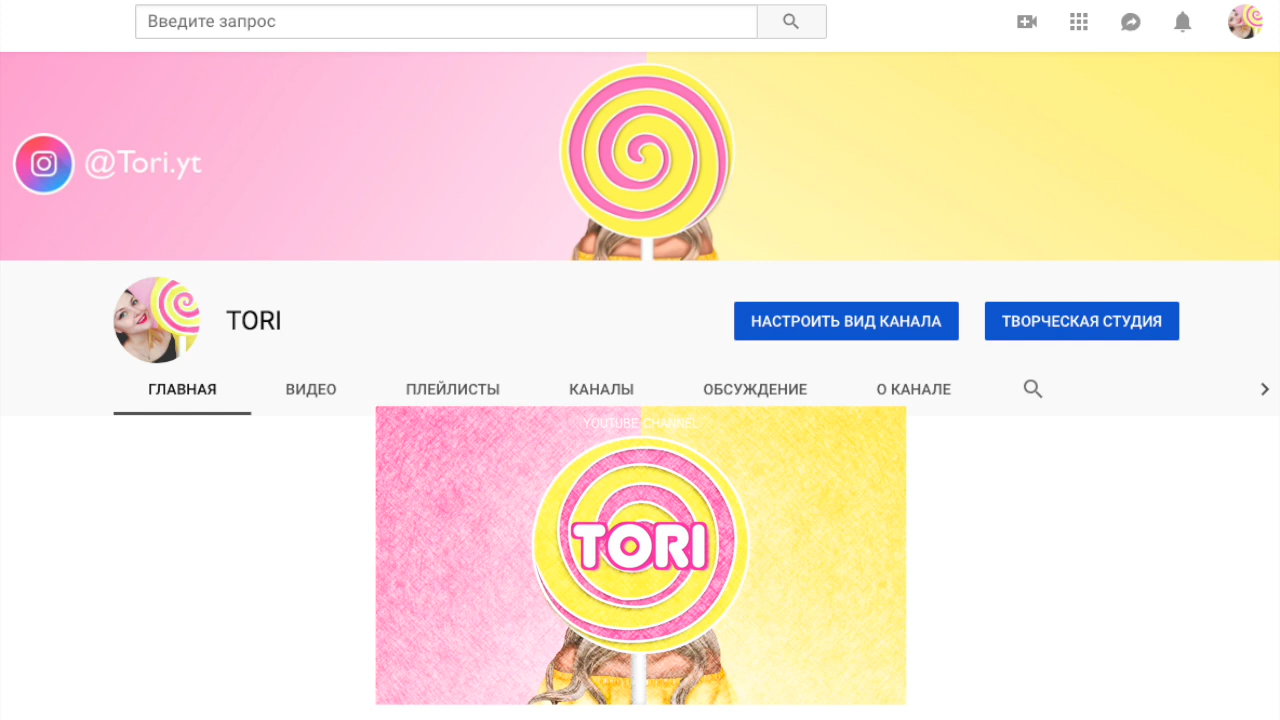 Введите запрос
@Tori.yt
TORI
НАСТРОИТЬ ВИД КАНАЛА
ТВОРЧЕСКАЯ СТУДИЯ
ГЛАВНАЯ
ВИДЕО
ПЛЕЙЛИСТЫ
КАНАЛЫ
ОБСУЖДЕНИЕ
О КАНАЛЕ
YOUTUBE CHANNEL
TORI